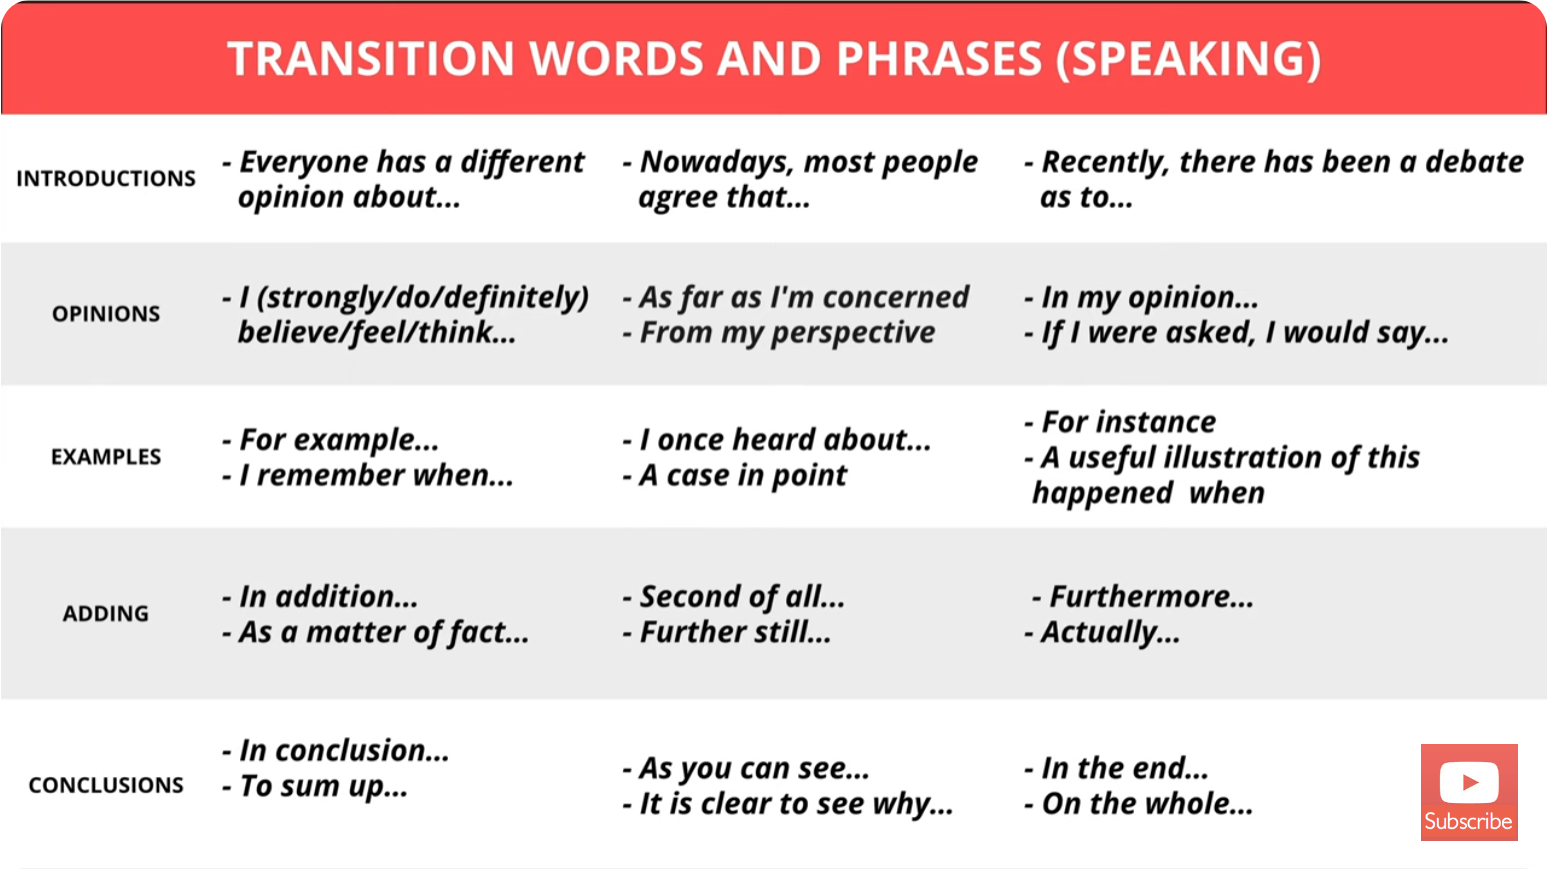 TRANSITION WORDS AND PHRASES (SPEAKING)
INTRODUCTIONS
- Everyone has a different
opinion about...
- Nowadays, most people
agree that...
- Recently, there has been a debate
as to...
OPINIONS
- I (strongly/do/definitely)
believe/feel/think...
- As far as I'm concerned
- From my perspective
- In my opinion...
- If I were asked, I would say...
EXAMPLES
- For example...
- I remember when...
- I once heard about...
- A case in point
- For instance
- A useful illustration of this
happened when
ADDING
- In addition...
- As a matter of fact...
- Second of all...
- Further still...
- Furthermore...
- Actually...
CONCLUSIONS
- In conclusion...
- To sum up...
- As you can see...
- It is clear to see why...
- In the end...
- On the whole...
Subscribe